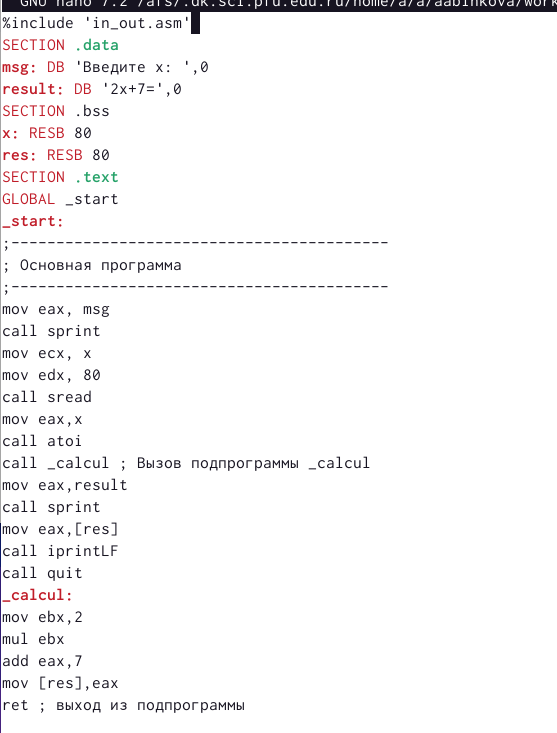 GNU nano 7.2 /afs/.dk.sci.pfu.edu.ru/home/a/a/aabinkova/work
%include 'in_out.asm'
SECTION .data
msg: DB 'Введите x: ',0
result: DB '2x+7=',0
SECTION .bss
x: RESB 80
res: RESB 80
SECTION .text
GLOBAL _start
_start:
;------------------------------------------
; Основная программа
;------------------------------------------
mov eax, msg
call sprint
mov ecx, x
mov edx, 80
call sread
mov eax,x
call atoi
call _calcul ; Вызов подпрограммы _calcul
mov eax,result
call sprint
mov eax,[res]
call iprintLF
call quit
_calcul:
mov ebx,2
mul ebx
add eax,7
mov [res],eax
ret ; выход из подпрограммы